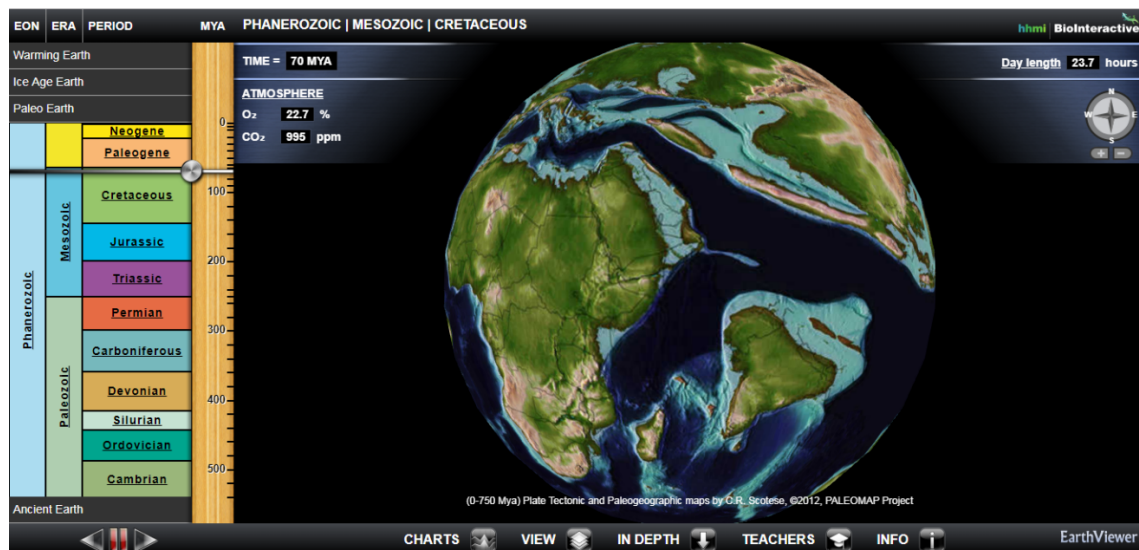 EON ERA PERIOD MYA PHANEROZOIC | MESOZOIC | CRETACEOUS
hhmi BioInteractive
Warming Earth
Ice Age Earth
Paleo Earth
TIME = 70 MYA
Day length 23.7 hours
ATMOSPHERE
O₂ 22.7 %
CO₂ 995 ppm
N
W E
S
+ −
0
Neogene
Paleogene
100
Cretaceous
Mesozoic
Jurassic
200
Triassic
Phanerozoic
Permian
300
Carboniferous
Paleozoic
Devonian
400
Silurian
Ordovician
500
Cambrian
Ancient Earth
(0-750 Mya) Plate Tectonic and Paleogeographic maps by C.R. Scotese, ©2012, PALEOMAP Project
CHARTS VIEW IN DEPTH TEACHERS INFO i EarthViewer